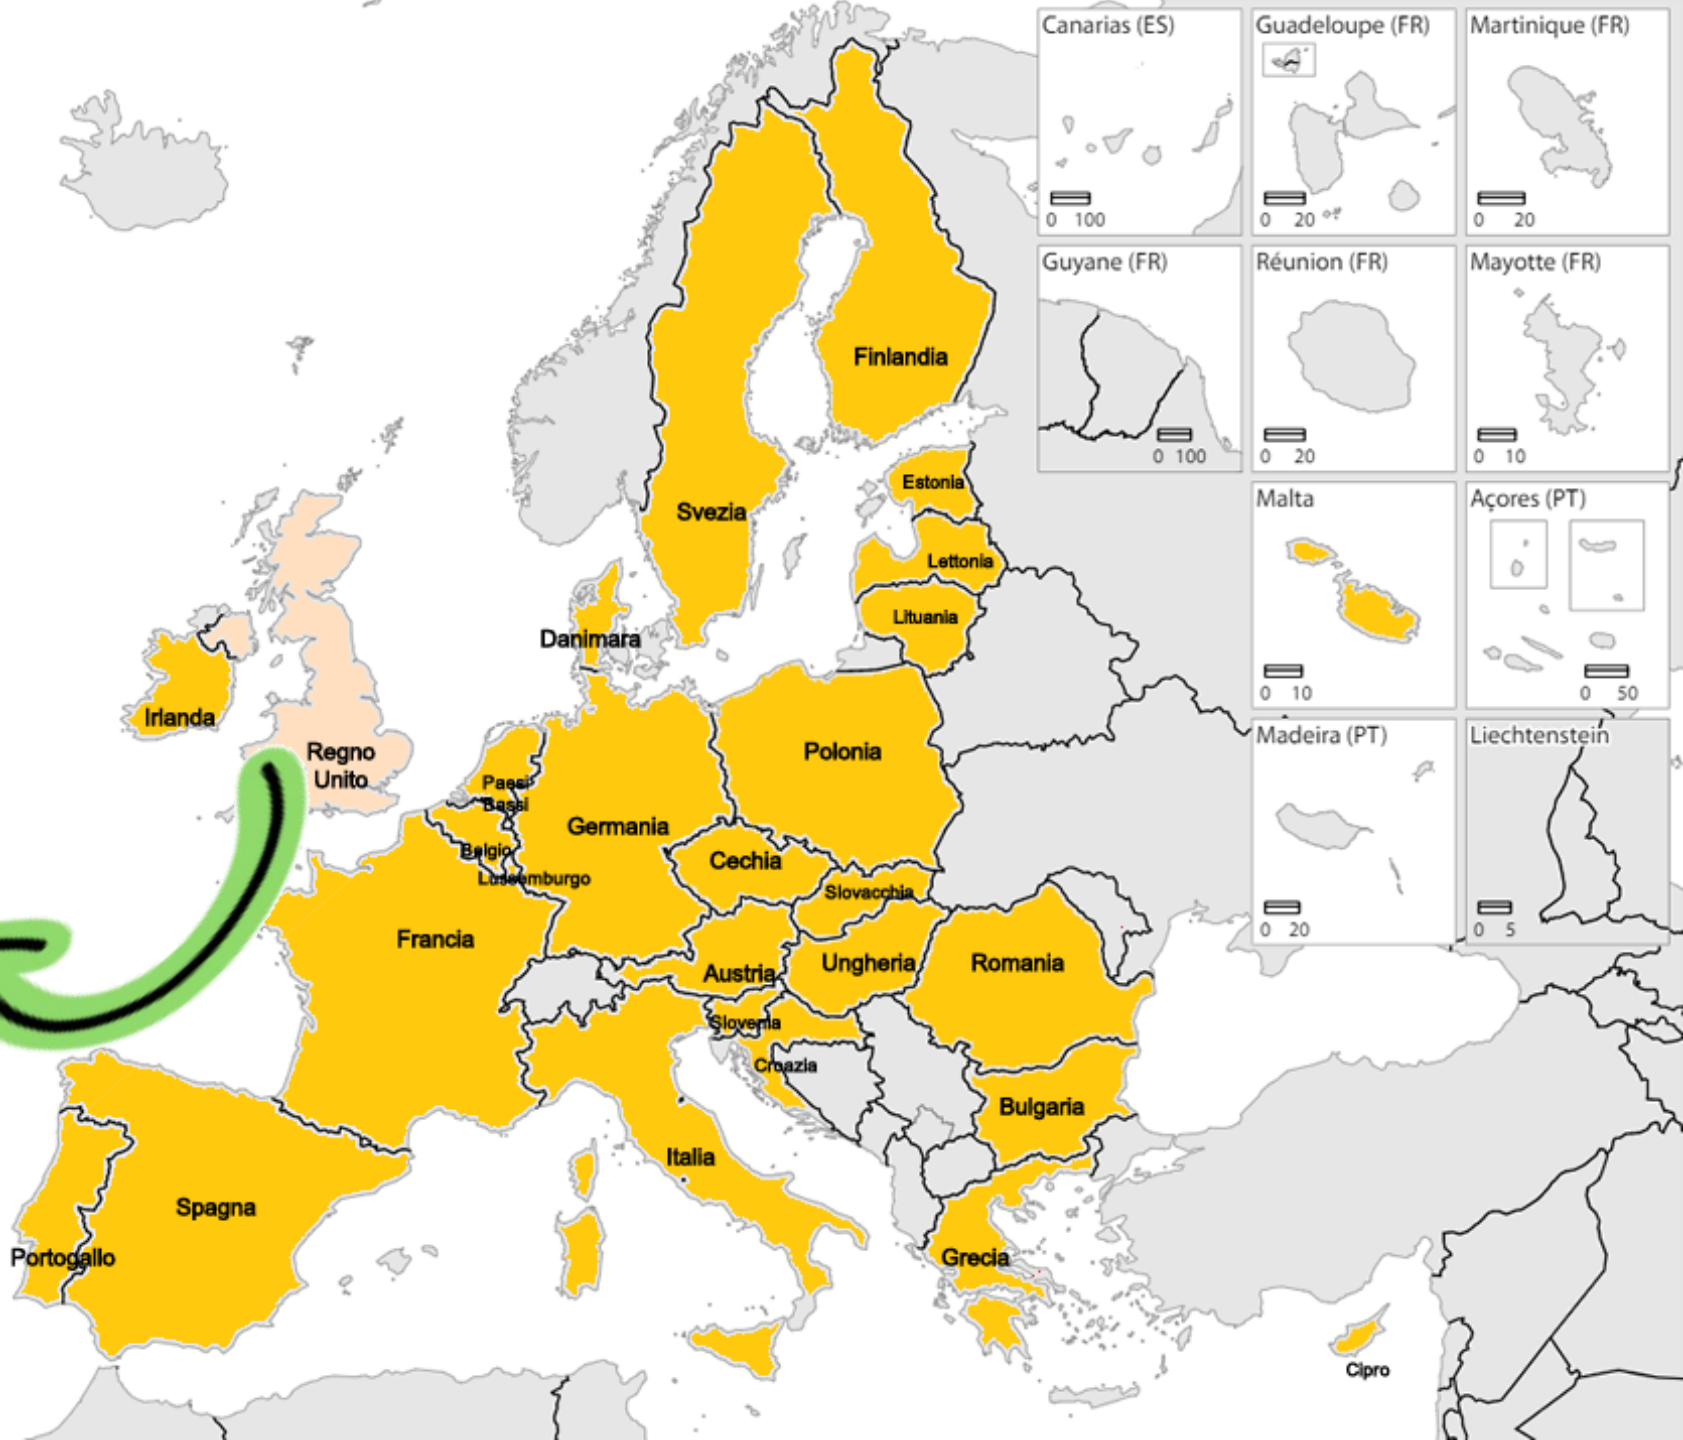 Canarias (ES)
0 100
Guadeloupe (FR)
0 20
Martinique (FR)
0 20
Guyane (FR)
0 100
Réunion (FR)
0 20
Mayotte (FR)
0 10
Malta
0 10
Açores (PT)
0 50
Madeira (PT)
0 20
Liechtenstein
0 5
Finlandia
Svezia
Estonia
Lettonia
Lituania
Danimara
Irlanda
Regno
Unito
Paesi
Bassi
Polonia
Germania
Belgio
Cechia
Lussemburgo
Slovacchia
Francia
Austria
Ungheria
Romania
Slovenia
Croazia
Bulgaria
Italia
Spagna
Portogallo
Grecia
Cipro